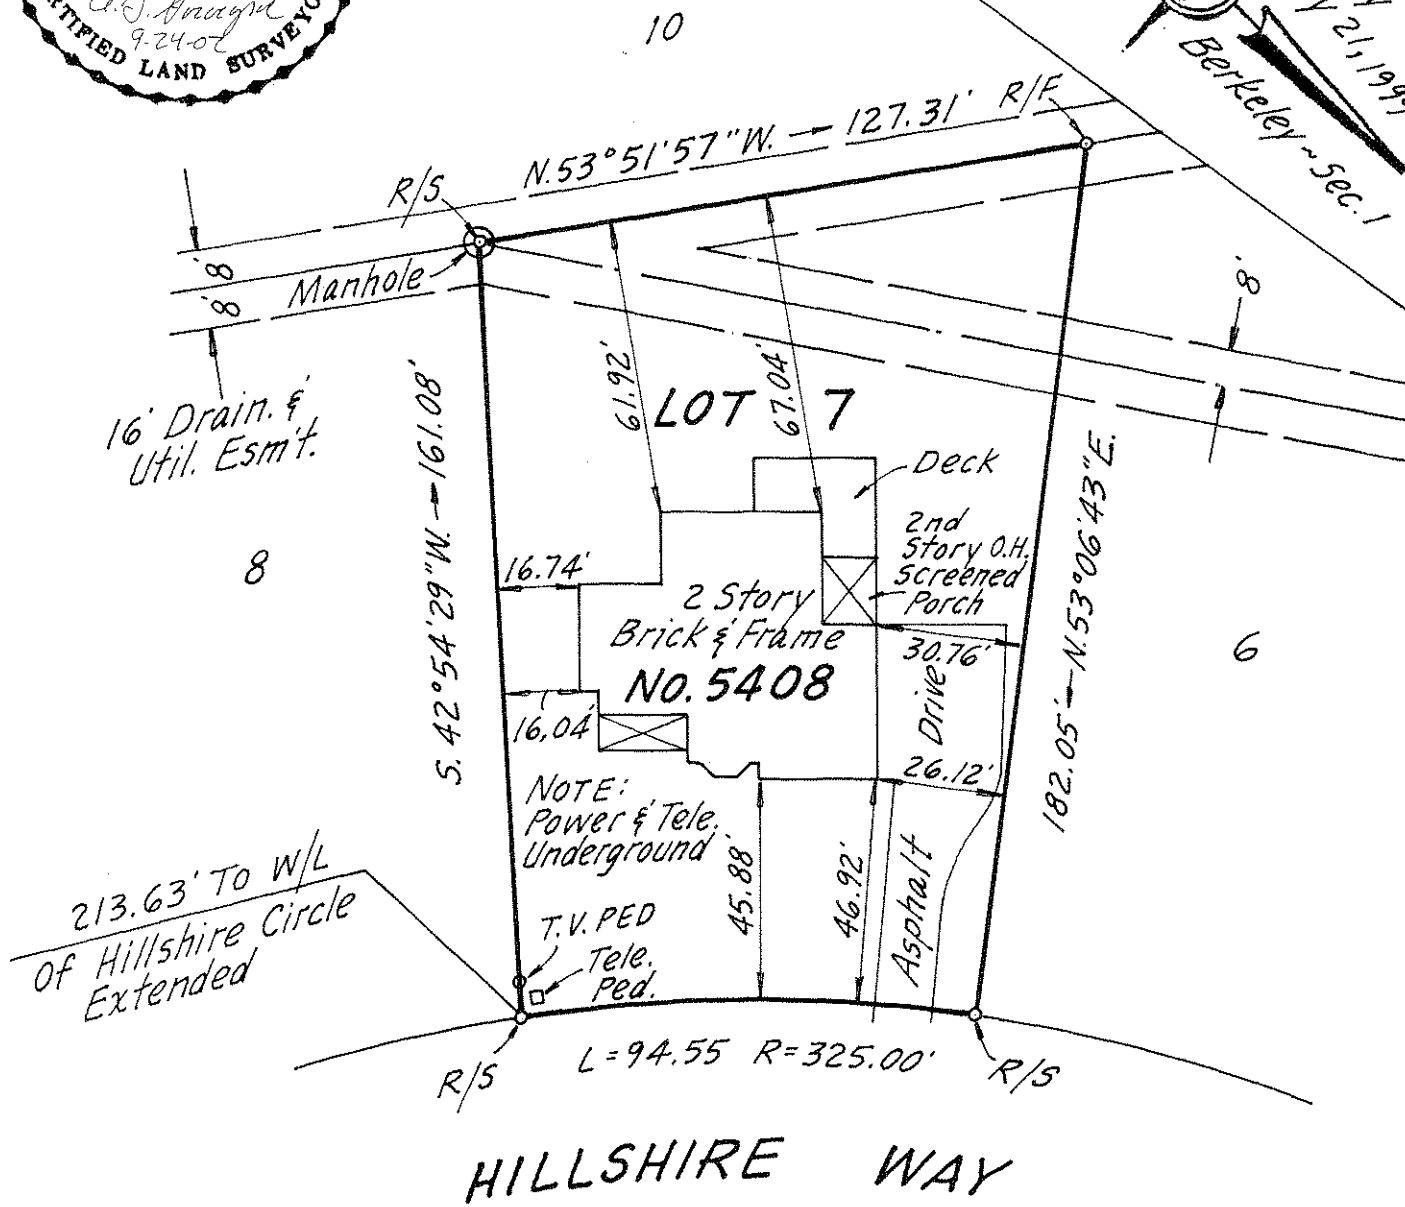 9-24-02
TIFIED LAND SURVEYO
10
21, 199
Berkeley ~ Sec. 1
N. 53°51'57"W. → 127.31'
R/F
R/S
8'
8'
Manhole
8'
16' Drain. &
Util. Esm't.
S. 42°54'29"W. → 161.08'
61.92'
67.04'
LOT 7
Deck
2nd
Story O.H.
Screened
Porch
8
16.74'
2 Story
Brick & Frame
No. 5408
30.76'
Drive
6
182.05' → N.53°06'43"E.
16.04'
26.12'
NOTE:
Power & Tele.
Underground
45.88'
46.92'
Asphalt
213.63' To W/L
Of Hillshire Circle
Extended
T.V. PED
Tele.
Ped.
R/S
L=94.55 R=325.00'
R/S
HILLSHIRE WAY